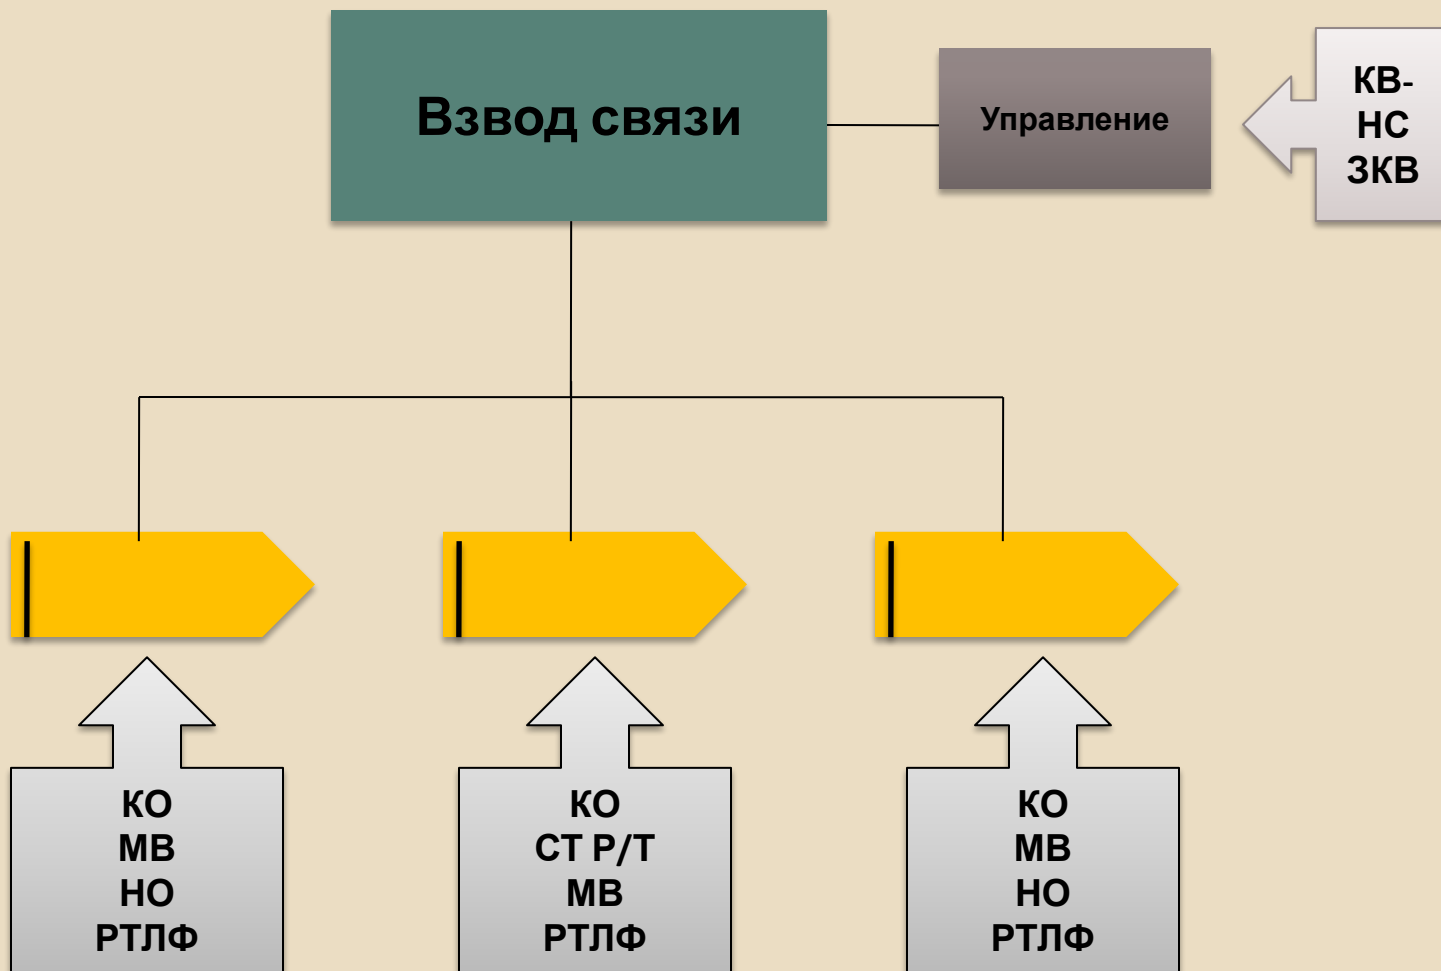 Взвод связи
Управление
КВ-
НС
ЗКВ
КО
МВ
НО
РТЛФ
КО
СТ Р/Т
МВ
РТЛФ
КО
МВ
НО
РТЛФ